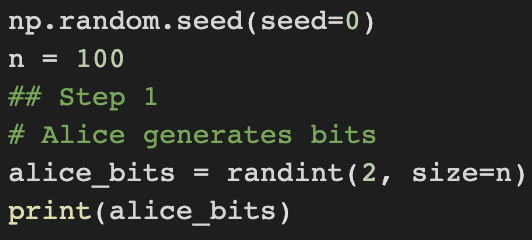 np.random.seed(seed=0)
n = 100
## Step 1
# Alice generates bits
alice_bits = randint(2, size=n)
print(alice_bits)